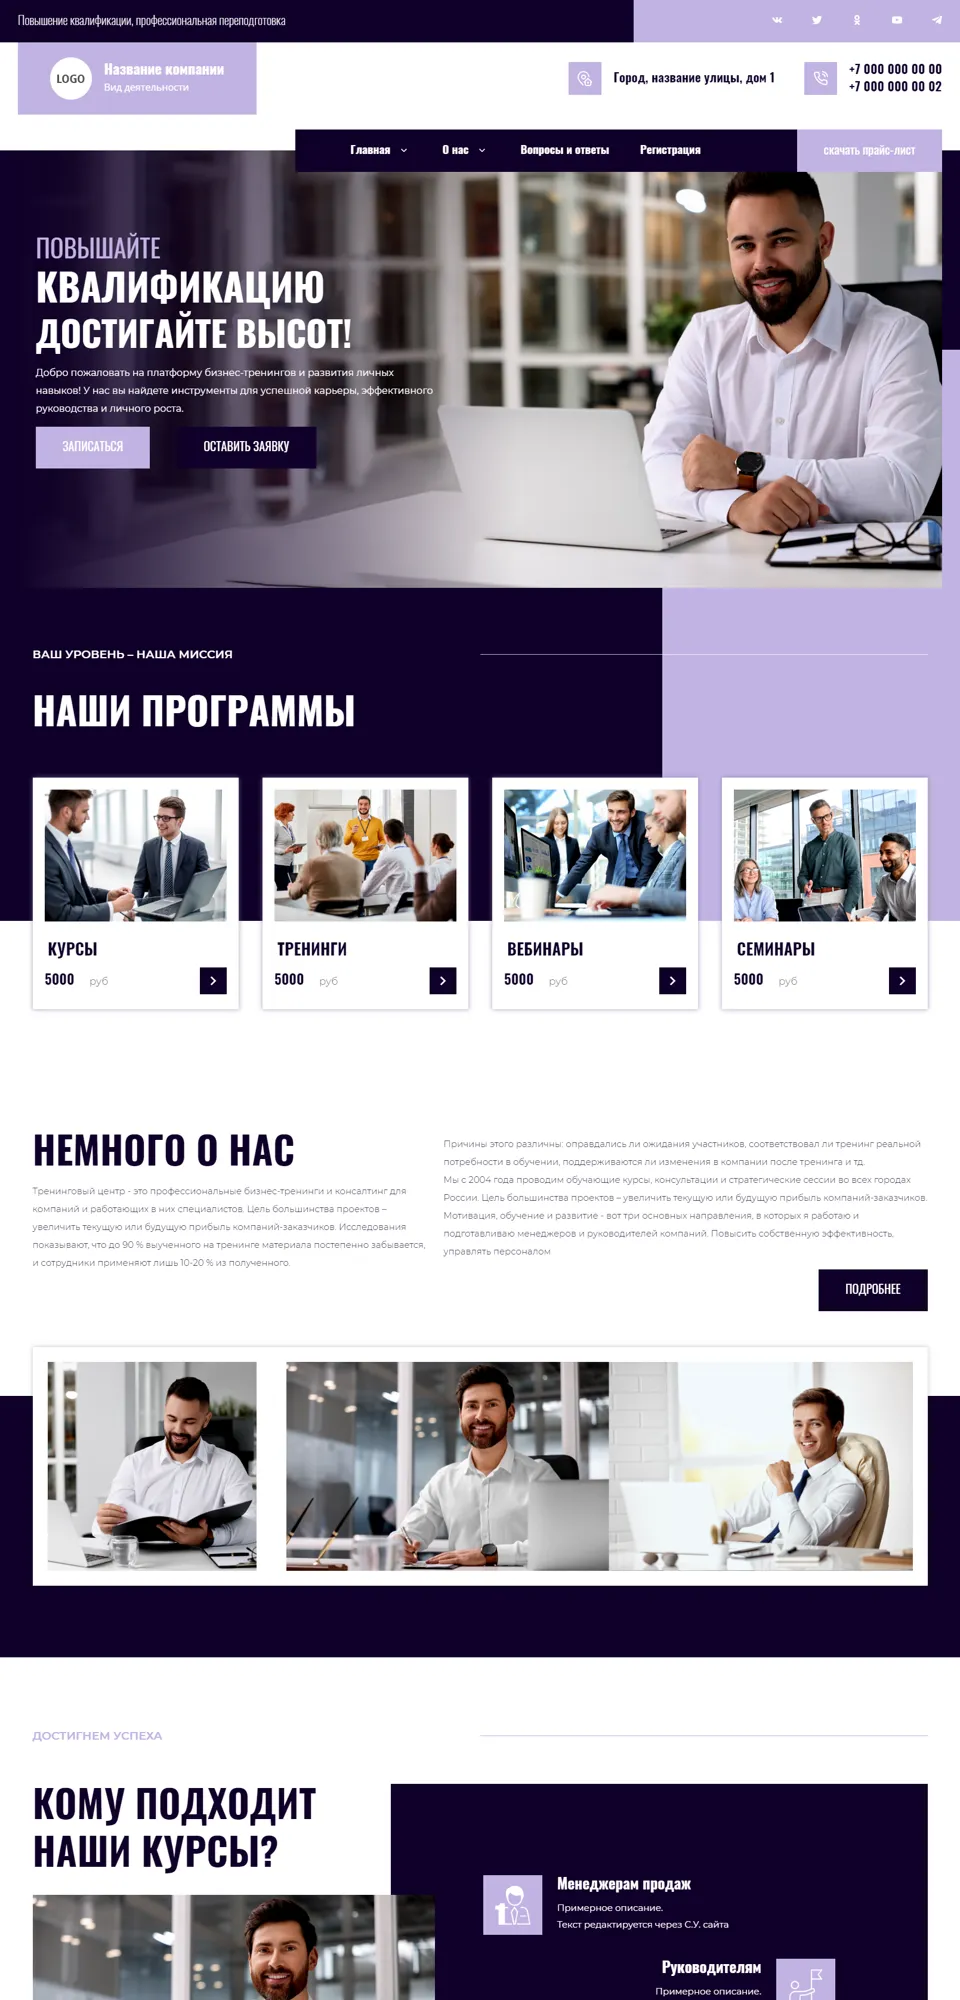 Повышение квалификации, профессиональная переподготовка
LOGO
Название компании
Вид деятельности
Город, название улицы, дом 1
+7 000 000 00 00
+7 000 000 00 02
Главная
О нас
Вопросы и ответы
Регистрация
скачать прайс-лист
ПОВЫШАЙТЕ
КВАЛИФИКАЦИЮ
ДОСТИГАЙТЕ ВЫСОТ!
Добро пожаловать на платформу бизнес-тренингов и развития личных
навыков! У нас вы найдете инструменты для успешной карьеры, эффективного
руководства и личного роста.
ЗАПИСАТЬСЯ
ОСТАВИТЬ ЗАЯВКУ
ВАШ УРОВЕНЬ – НАША МИССИЯ
НАШИ ПРОГРАММЫ
КУРСЫ
5000 руб
ТРЕНИНГИ
5000 руб
ВЕБИНАРЫ
5000 руб
СЕМИНАРЫ
5000 руб
НЕМНОГО О НАС
Тренинговый центр - это профессиональные бизнес-тренинги и консалтинг для
компаний и работающих в них специалистов. Цель большинства проектов –
увеличить текущую или будущую прибыль компаний-заказчиков. Исследования
показывают, что до 90 % выученного на тренинге материала постепенно забывается,
и сотрудники применяют лишь 10-20 % из полученного.
Причины этого различны: оправдались ли ожидания участников, соответствовал ли тренинг реальной
потребности в обучении, поддерживаются ли изменения в компании после тренинга и тд.
Мы с 2004 года проводим обучающие курсы, консультации и стратегические сессии во всех городах
России. Цель большинства проектов – увеличить текущую или будущую прибыль компаний-заказчиков.
Мотивация, обучение и развитие - вот три основных направления, в которых я работаю и
подготавливаю менеджеров и руководителей компаний. Повысить собственную эффективность,
управлять персоналом
ПОДРОБНЕЕ
ДОСТИГНЕМ УСПЕХА
КОМУ ПОДХОДИТ
НАШИ КУРСЫ?
Менеджерам продаж
Примерное описание.
Текст редактируется через С.У. сайта
Руководителям
Примерное описание.